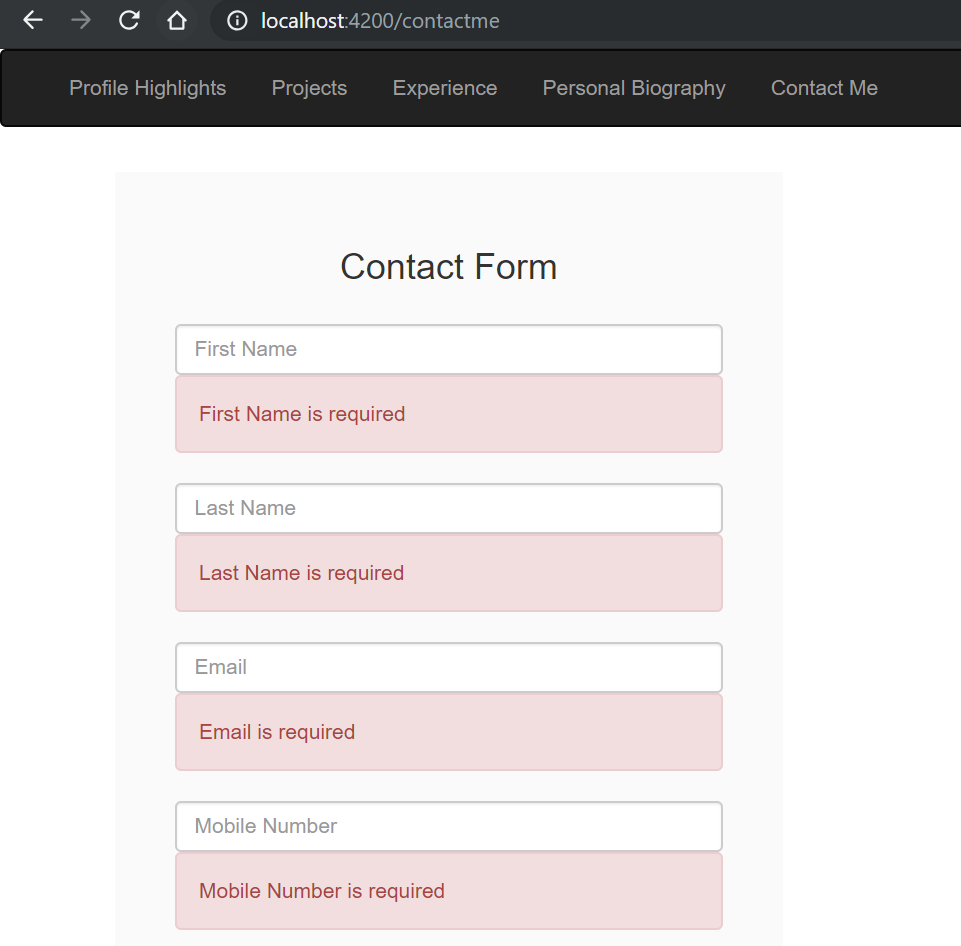 localhost:4200/contactme
Profile Highlights Projects Experience Personal Biography Contact Me
Contact Form
First Name
First Name is required
Last Name
Last Name is required
Email
Email is required
Mobile Number
Mobile Number is required